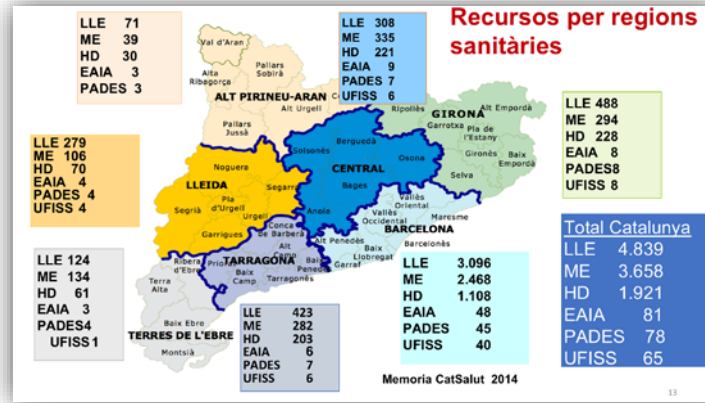 Recursos per regions
sanitàries
LLE 71
ME 39
HD 30
EAIA 3
PADES 3
LLE 308
ME 335
HD 221
EAIA 9
PADES 7
UFISS 6
LLE 488
ME 294
HD 228
EAIA 8
PADES8
UFISS 8
LLE 279
ME 106
HD 70
EAIA 4
PADES 4
UFISS 4
LLE 124
ME 134
HD 61
EAIA 3
PADES4
UFISS1
LLE 423
ME 282
HD 203
EAIA 6
PADES 7
UFISS 6
LLE 3.096
ME 2.468
HD 1.108
EAIA 48
PADES 45
UFISS 40
Total Catalunya
LLE 4.839
ME 3.658
HD 1.921
EAIA 81
PADES 78
UFISS 65
Val d'Aran
Alta
Ribagorça
Pallars
Sobirà
ALT PIRINEU-ARAN
Alt Urgell
Pallars
Jussà
GIRONA
Ripollès
Alt Empordà
Garrotxa
Pla de
l'Estany
Gironès
Baix
Empordà
Selva
Berguedà
Solsonès
CENTRAL
Osona
Bages
Anoia
Noguera
LLEIDA
Segarra
Segrià
Pla
d'Urgell
Urgell
Garrigues
Vallès
Oriental
Vallès
Occidental
Maresme
BARCELONA
Barcelonès
Alt Penedès
Baix
Llobregat
Garraf
Conca
de Barberà
Alt
Camp
TARRAGONA
Baix
Penedès
Baix
Camp
Tarragonès
Ribera
d'Ebre
Terra
Alta
Baix Ebre
TERRES DE L'EBRE
Montsià
Memoria CatSalut 2014
13